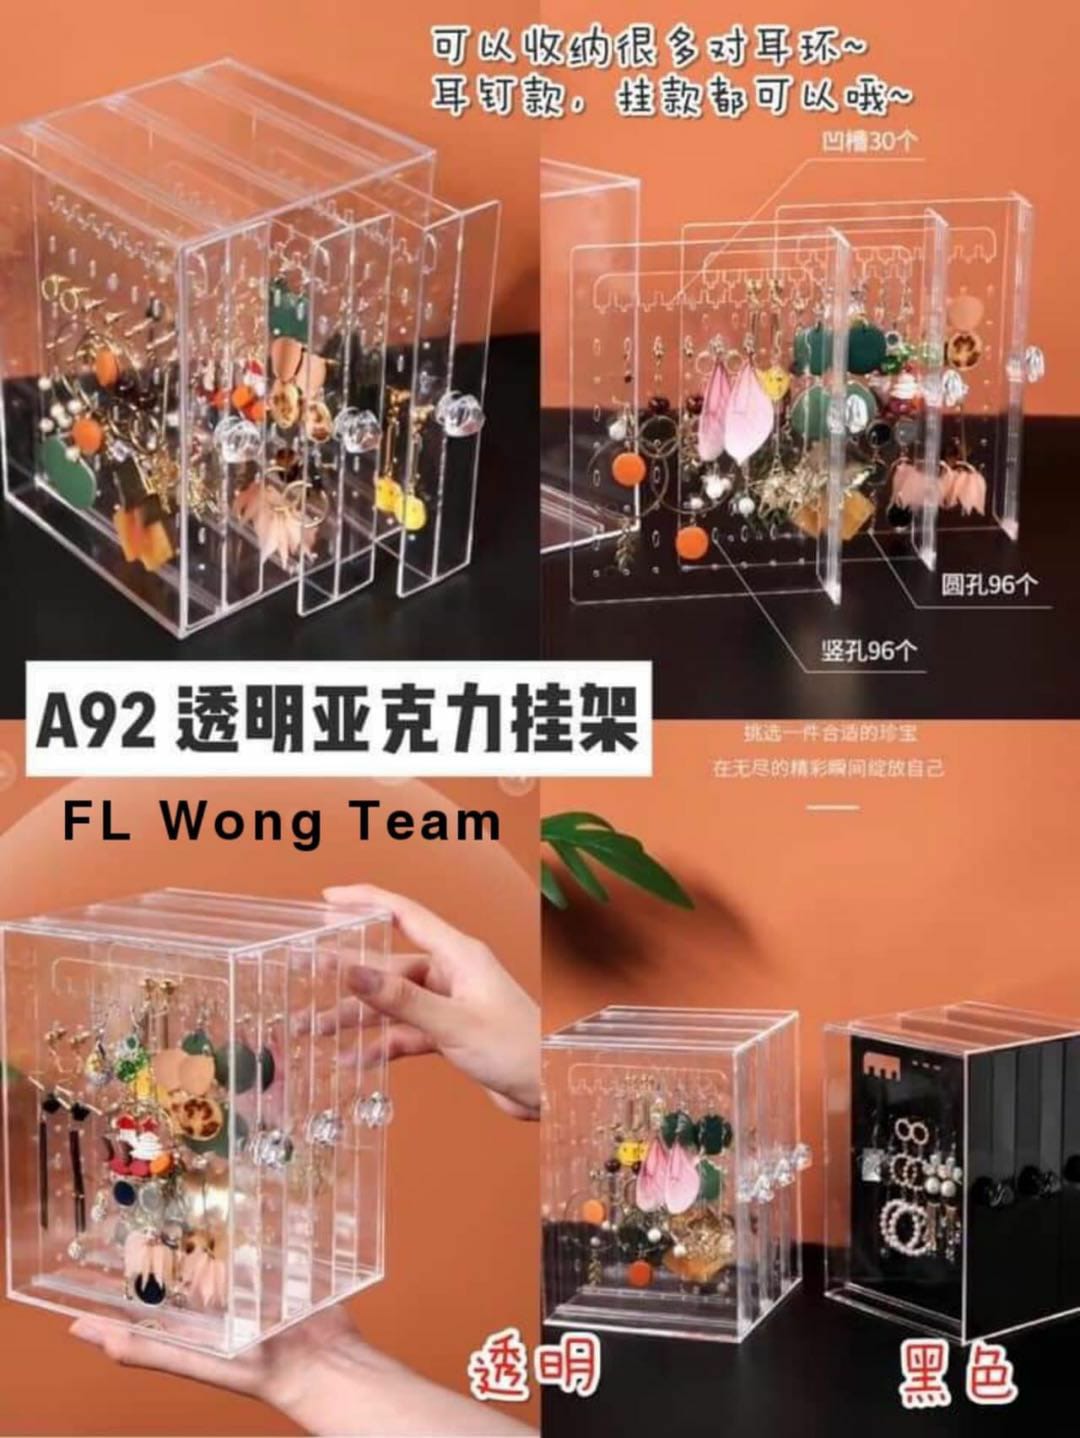 可以收纳很多对耳环~
耳钉款，挂款都可以哦~
凹槽30个
圆孔96个
竖孔96个
A92 透明亚克力挂架
FL Wong Team
挑选一件合适的珍宝
在无尽的精彩瞬间绽放自己
透明
黑色